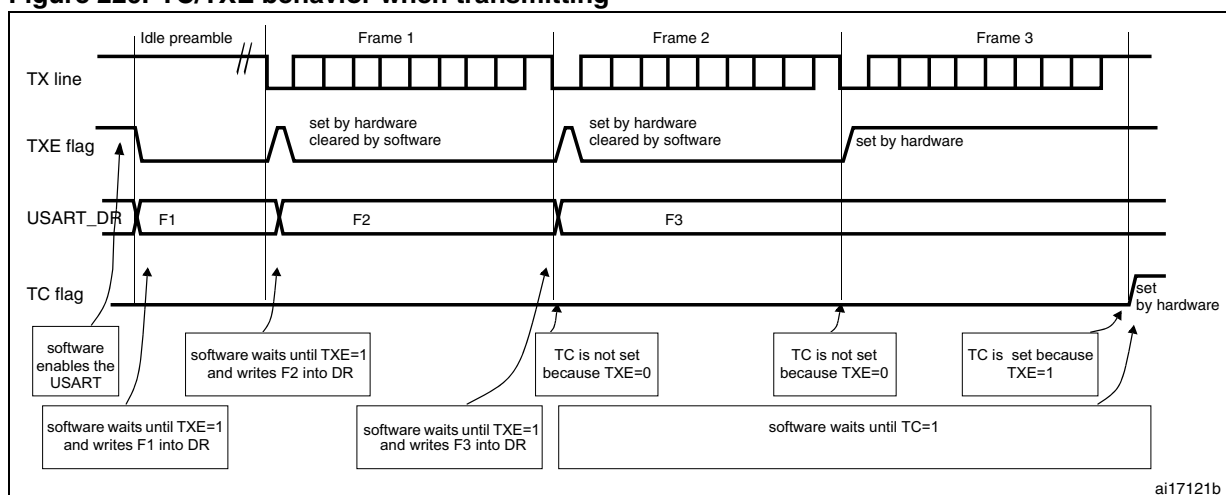 Figure 226. TC/TXE behavior when transmitting
Idle preamble
Frame 1
Frame 2
Frame 3
TX line
TXE flag
set by hardware
cleared by software
set by hardware
cleared by software
set by hardware
USART_DR
F1
F2
F3
TC flag
set
by hardware
software
enables the
USART
software waits until TXE=1
and writes F2 into DR
TC is not set
because TXE=0
TC is not set
because TXE=0
TC is set because
TXE=1
software waits until TXE=1
and writes F1 into DR
software waits until TXE=1
and writes F3 into DR
software waits until TC=1
ai17121b